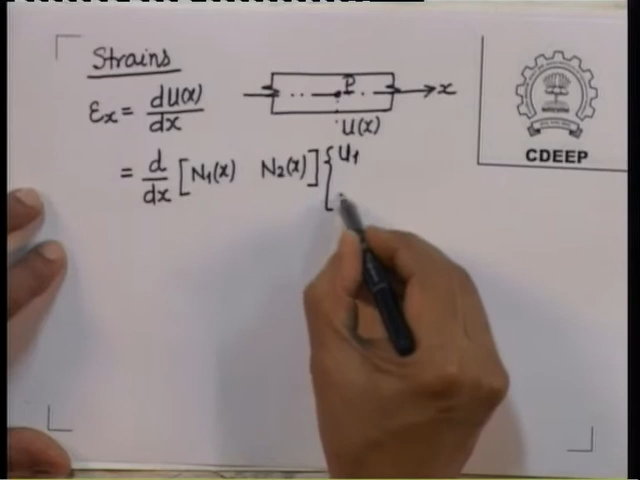 Strains
P x
εₓ = dU(x)/dx
U(x)
= d/dx [N₁(x) N₂(x)] {U₁
CDEEP